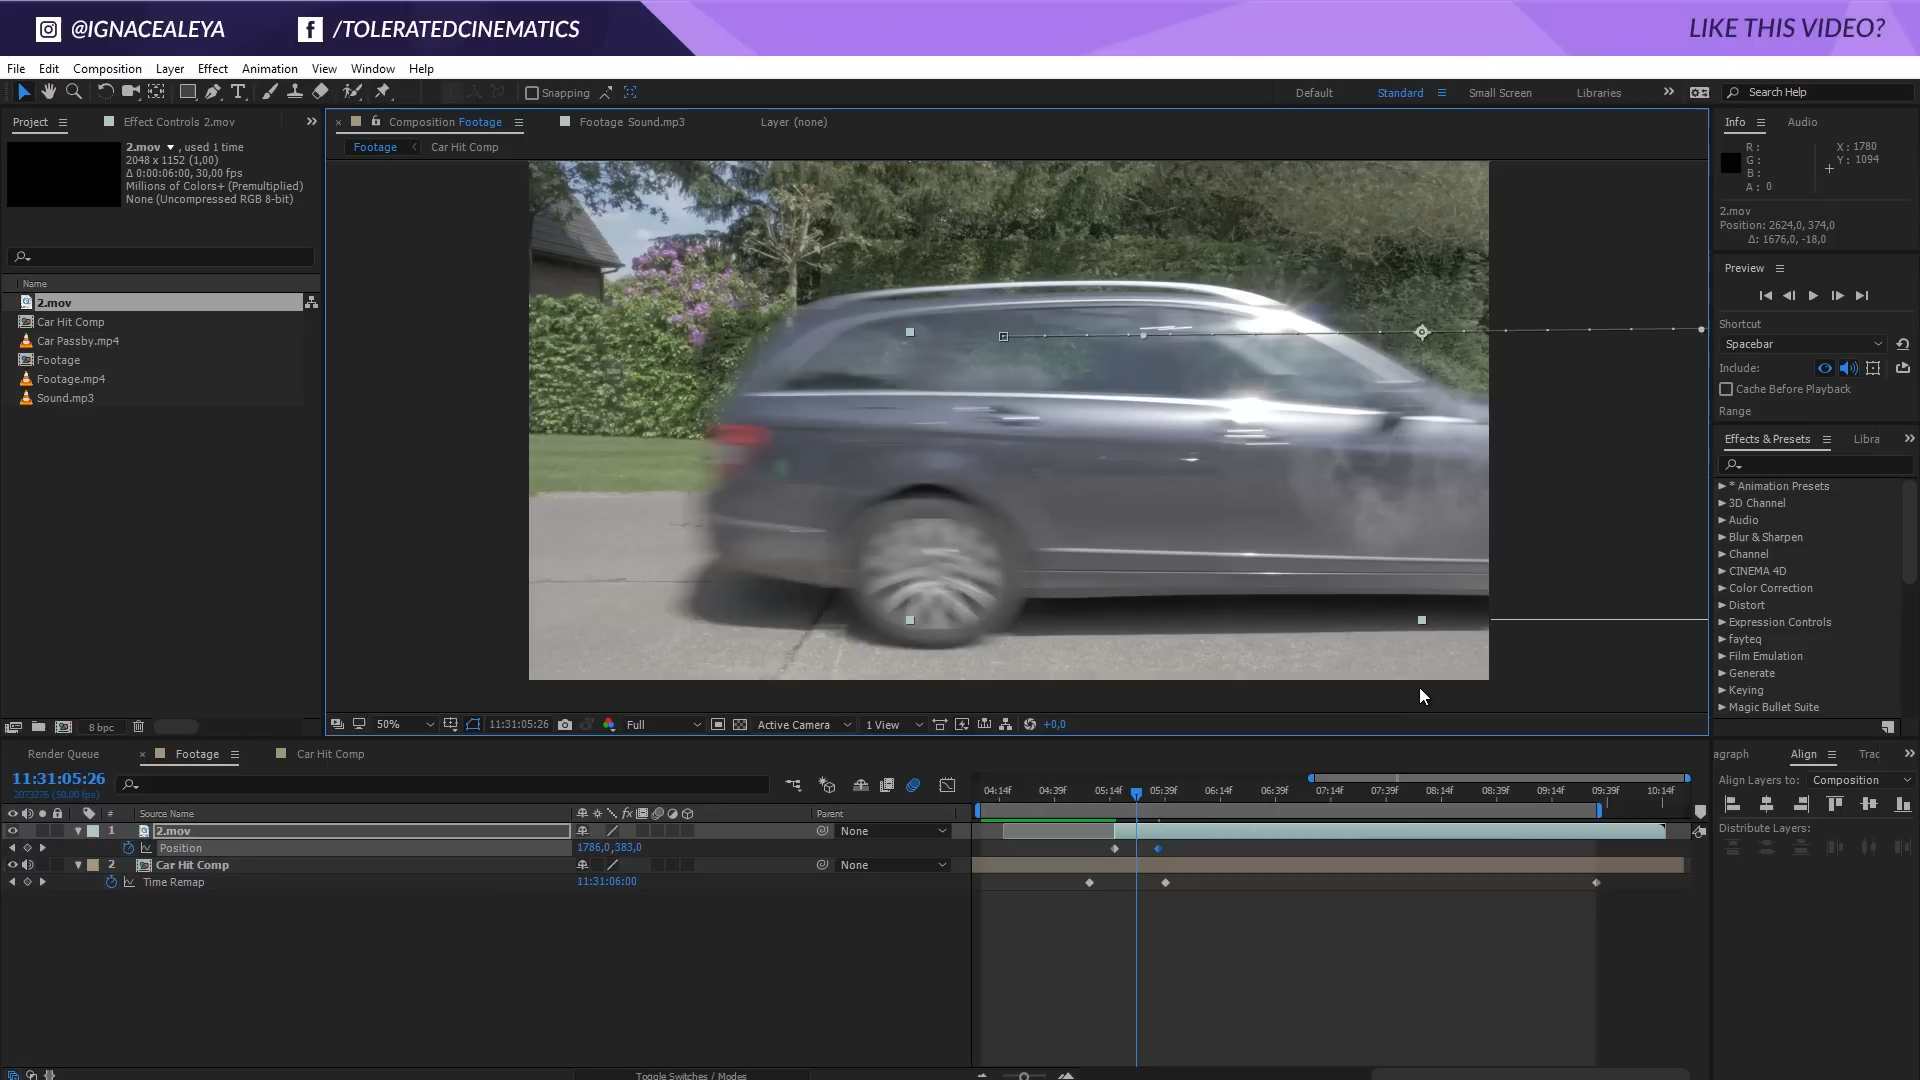 @IGNACEALEYA
/TOLERATEDCINEMATICS
LIKE THIS VIDEO?
File Edit Composition Layer Effect Animation View Window Help
Snapping
Default Standard Small Screen Libraries
Search Help
Project Effect Controls 2.mov
2.mov , used 1 time
2048 x 1152 (1,00)
Δ 0:00:06:00, 30,00 fps
Millions of Colors+ (Premultiplied)
None (Uncompressed RGB 8-bit)
Name
2.mov
Car Hit Comp
Car Passby.mp4
Footage
Footage.mp4
Sound.mp3
8 bpc
Composition Footage
Footage Sound.mp3
Layer (none)
Footage Car Hit Comp
50%
11:31:05:26
Full
Active Camera
1 View
+0,0
Info Audio
R :
G :
B :
A : 0
X : 1780
Y : 1094
2.mov
Position: 2624,0, 374,0
Δ: 1676,0, -18,0
Preview
Shortcut
Spacebar
Include:
Cache Before Playback
Range
Effects & Presets Libra
* Animation Presets
3D Channel
Audio
Blur & Sharpen
Channel
CINEMA 4D
Color Correction
Distort
Expression Controls
fayteq
Film Emulation
Generate
Keying
Magic Bullet Suite
agraph Align Trac
Align Layers to: Composition
Distribute Layers:
Render Queue Footage Car Hit Comp
11:31:05:26
2073276 (50.00 fps)
# Source Name Parent
04:14f 04:39f 05:14f 05:39f 06:14f 06:39f 07:14f 07:39f 08:14f 08:39f 09:14f 09:39f 10:14f
1 2.mov None
Position 1786,0,383,0
2 Car Hit Comp None
Time Remap 11:31:06:00
Toggle Switches / Modes